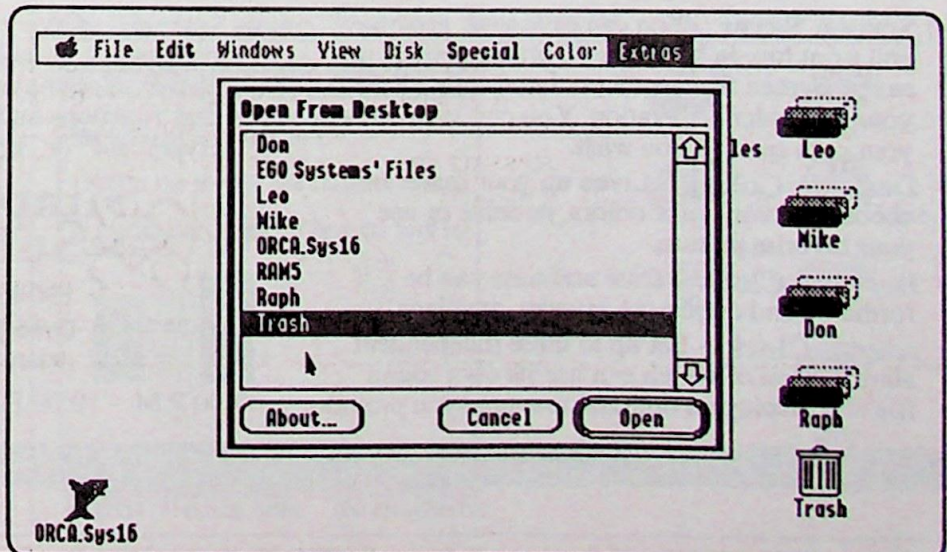 File Edit Windows View Disk Special Color Extras
Open From Desktop
Don
EGO Systems' Files
Leo
Mike
ORCA.Sys16
RAM5
Raph
Trash
About...
Cancel
Open
les
Leo
Mike
Don
Raph
Trash
ORCA.Sys16